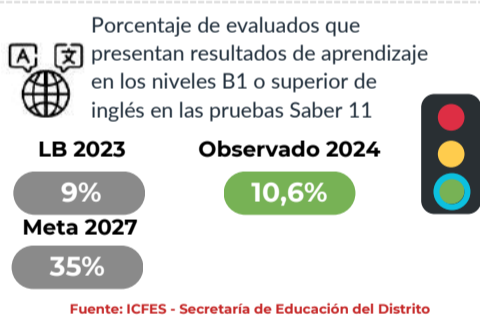 Porcentaje de evaluados que
presentan resultados de aprendizaje
en los niveles B1 o superior de
inglés en las pruebas Saber 11
A 文
LB 2023
Observado 2024
9%
10,6%
Meta 2027
35%
Fuente: ICFES - Secretaría de Educación del Distrito